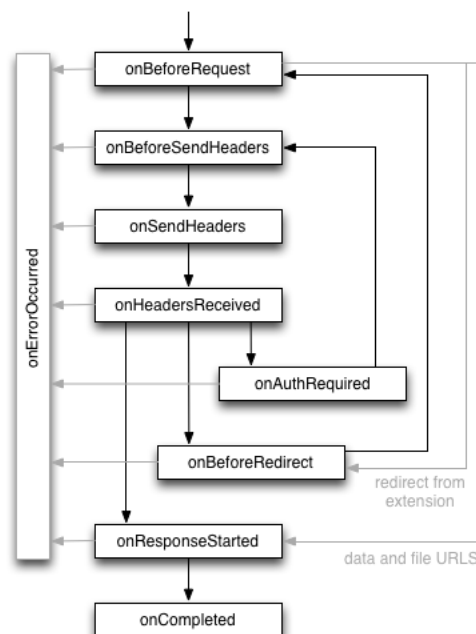 onBeforeRequest
onBeforeSendHeaders
onSendHeaders
onErrorOccurred
onHeadersReceived
onAuthRequired
onBeforeRedirect
redirect from
extension
onResponseStarted
data and file URLS
onCompleted